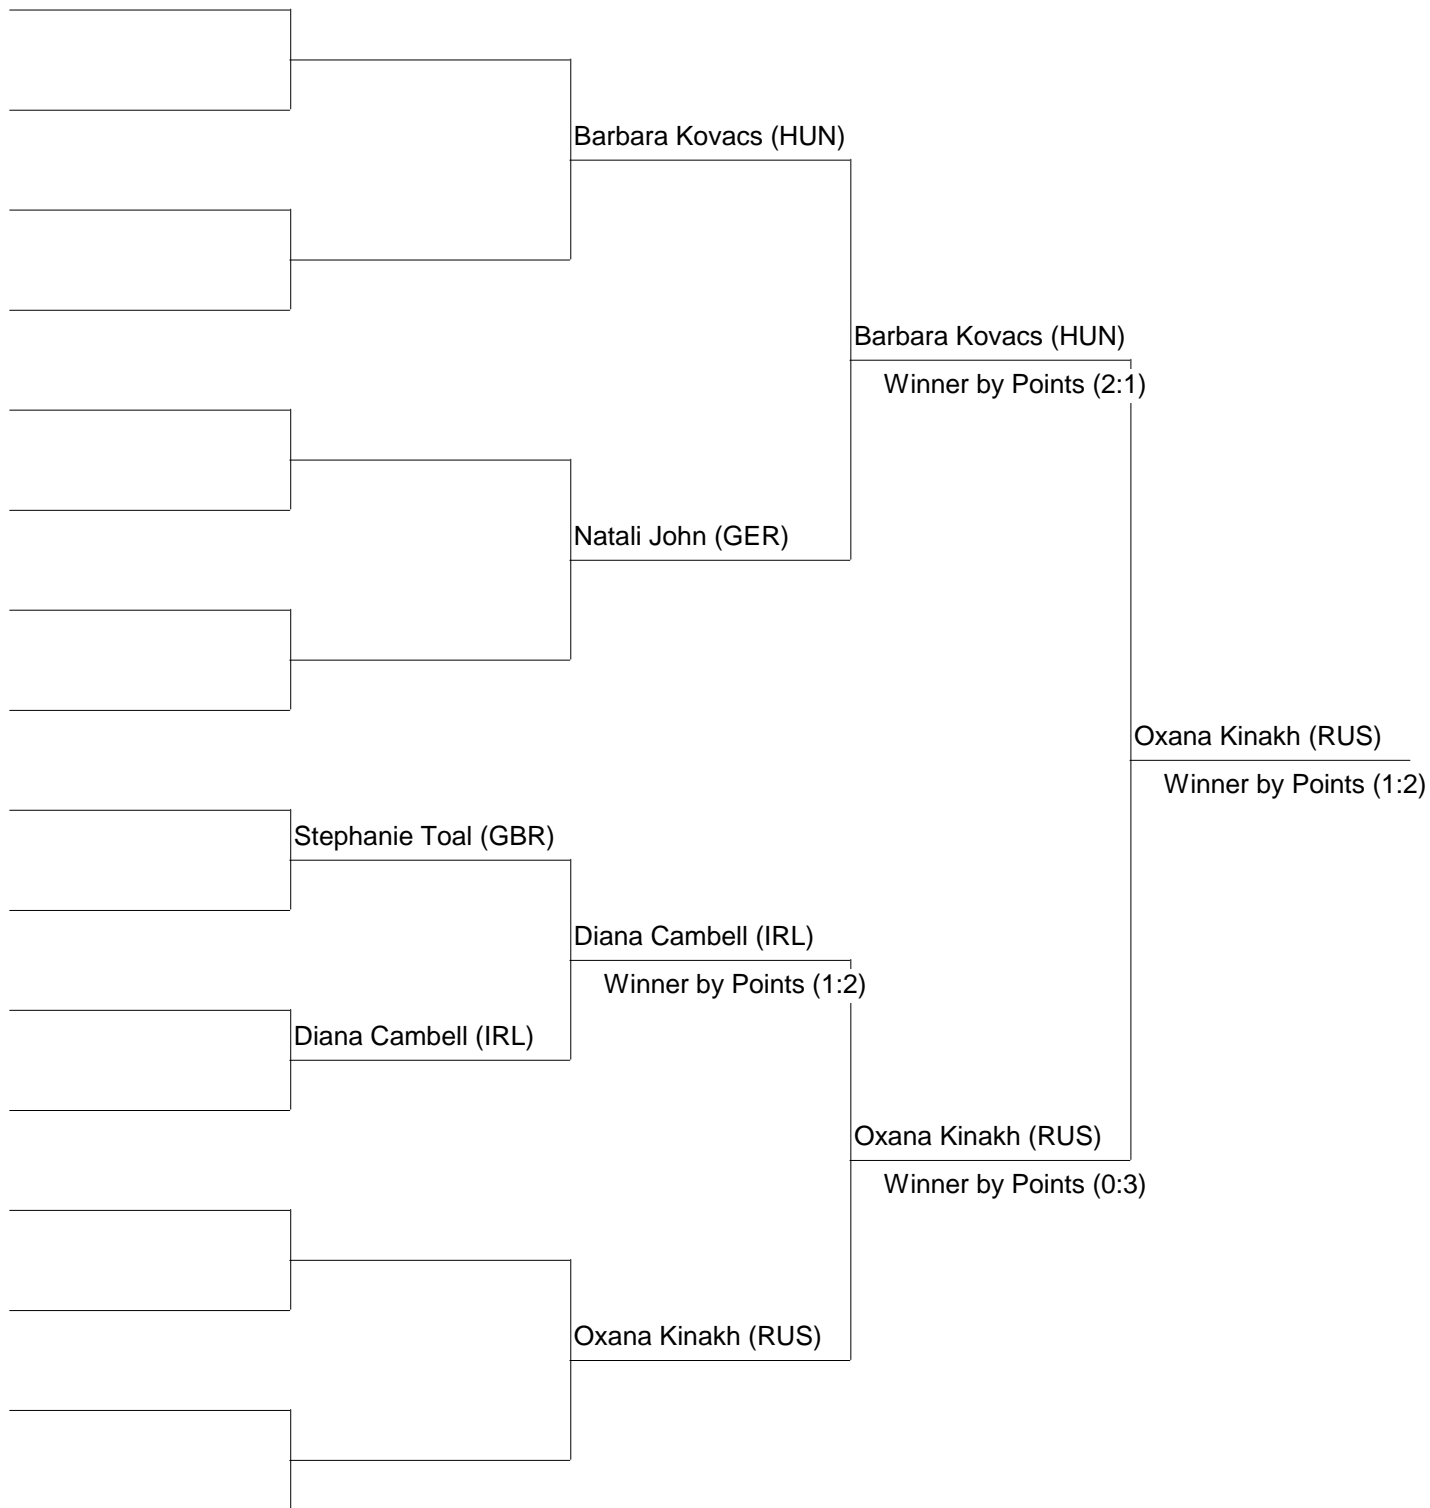 Barbara Kovacs (HUN)
Barbara Kovacs (HUN)
Winner by Points (2:1)
Natali John (GER)
Oxana Kinakh (RUS)
Winner by Points (1:2)
Stephanie Toal (GBR)
Diana Cambell (IRL)
Winner by Points (1:2)
Diana Cambell (IRL)
Oxana Kinakh (RUS)
Winner by Points (0:3)
Oxana Kinakh (RUS)